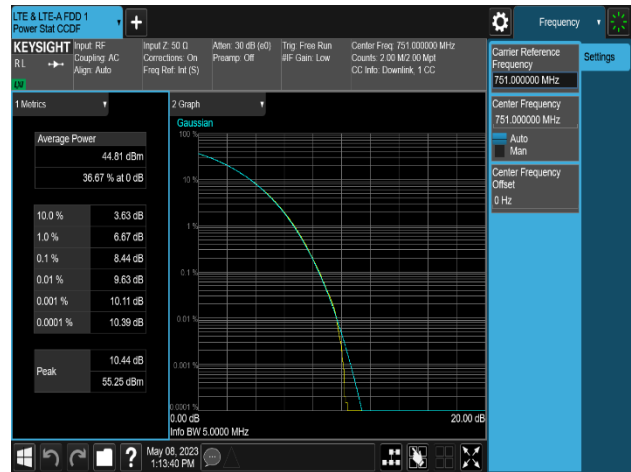 LTE & LTE-A FDD 1
Power Stat CCDF
Frequency
KEYSIGHT
Input: RF
Coupling: AC
Align: Auto
Input Z: 50 Ω
Corrections: On
Freq Ref: Int (S)
Atten: 30 dB (e0)
Preamp: Off
Trig: Free Run
#IF Gain: Low
Center Freq: 751.000000 MHz
Counts: 2.00 M/2.00 Mpt
CC Info: Downlink, 1 CC
R L
LXI
Carrier Reference
Frequency
751.000000 MHz
Settings
Center Frequency
751.000000 MHz
Auto
Man
Center Frequency
Offset
0 Hz
1 Metrics
Average Power
44.81 dBm
36.67 % at 0 dB
10.0 % 3.63 dB
1.0 % 6.67 dB
0.1 % 8.44 dB
0.01 % 9.63 dB
0.001 % 10.11 dB
0.0001 % 10.39 dB
Peak
10.44 dB
55.25 dBm
2 Graph
Gaussian
100 %
10 %
1 %
0.1 %
0.01 %
0.001 %
0.0001 %
0.00 dB
20.00 dB
Info BW 5.0000 MHz
?
May 08, 2023
1:13:40 PM